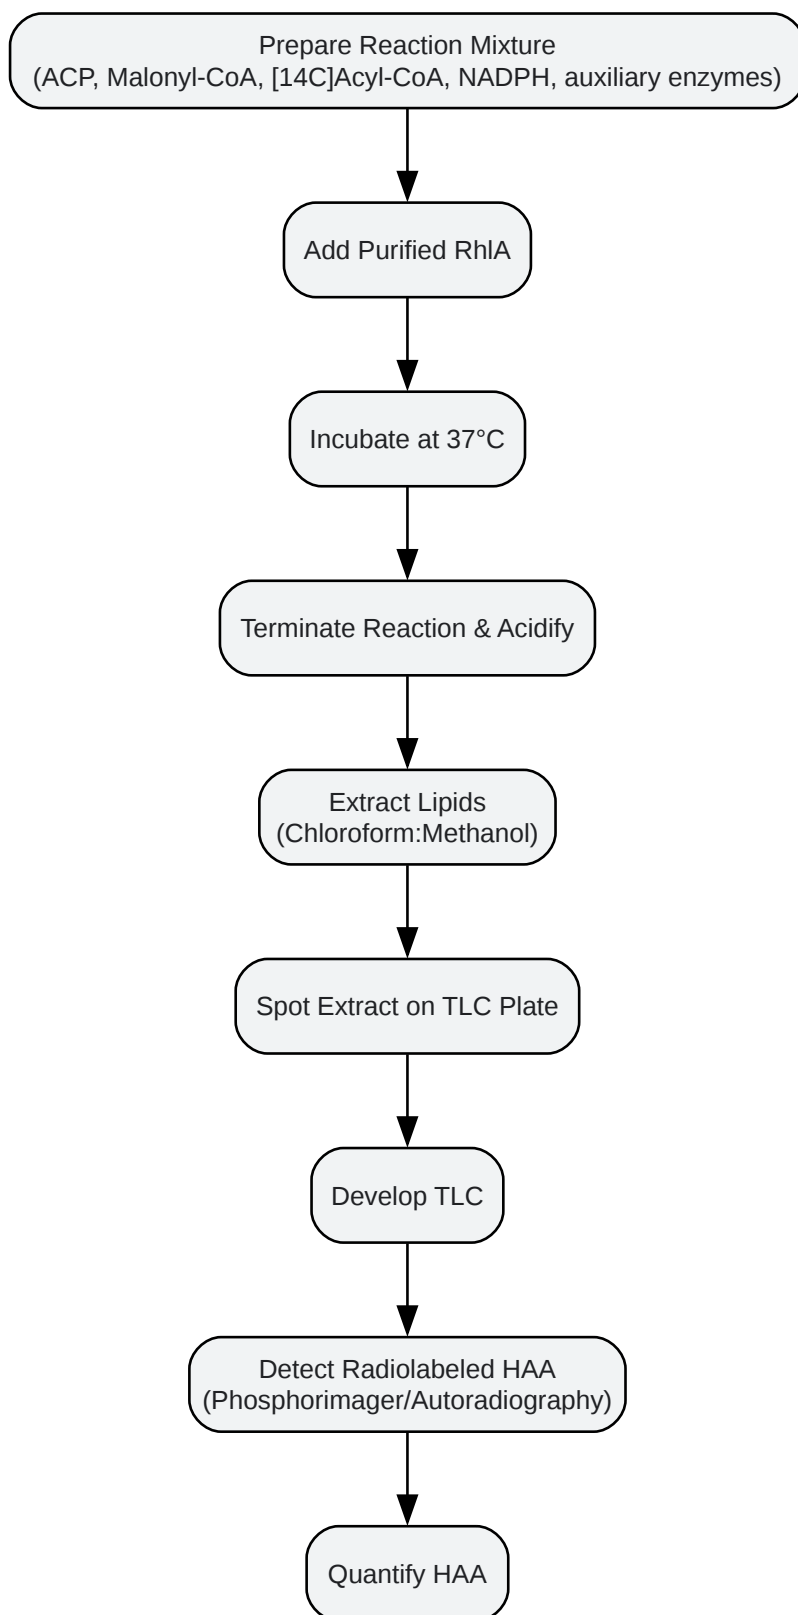 Prepare Reaction Mixture
(ACP, Malonyl-CoA, [14C]Acyl-CoA, NADPH, auxiliary enzymes)
Add Purified RhlA
Incubate at 37°C
Terminate Reaction & Acidify
Extract Lipids
(Chloroform:Methanol)
Spot Extract on TLC Plate
Develop TLC
Detect Radiolabeled HAA
(Phosphorimager/Autoradiography)
Quantify HAA